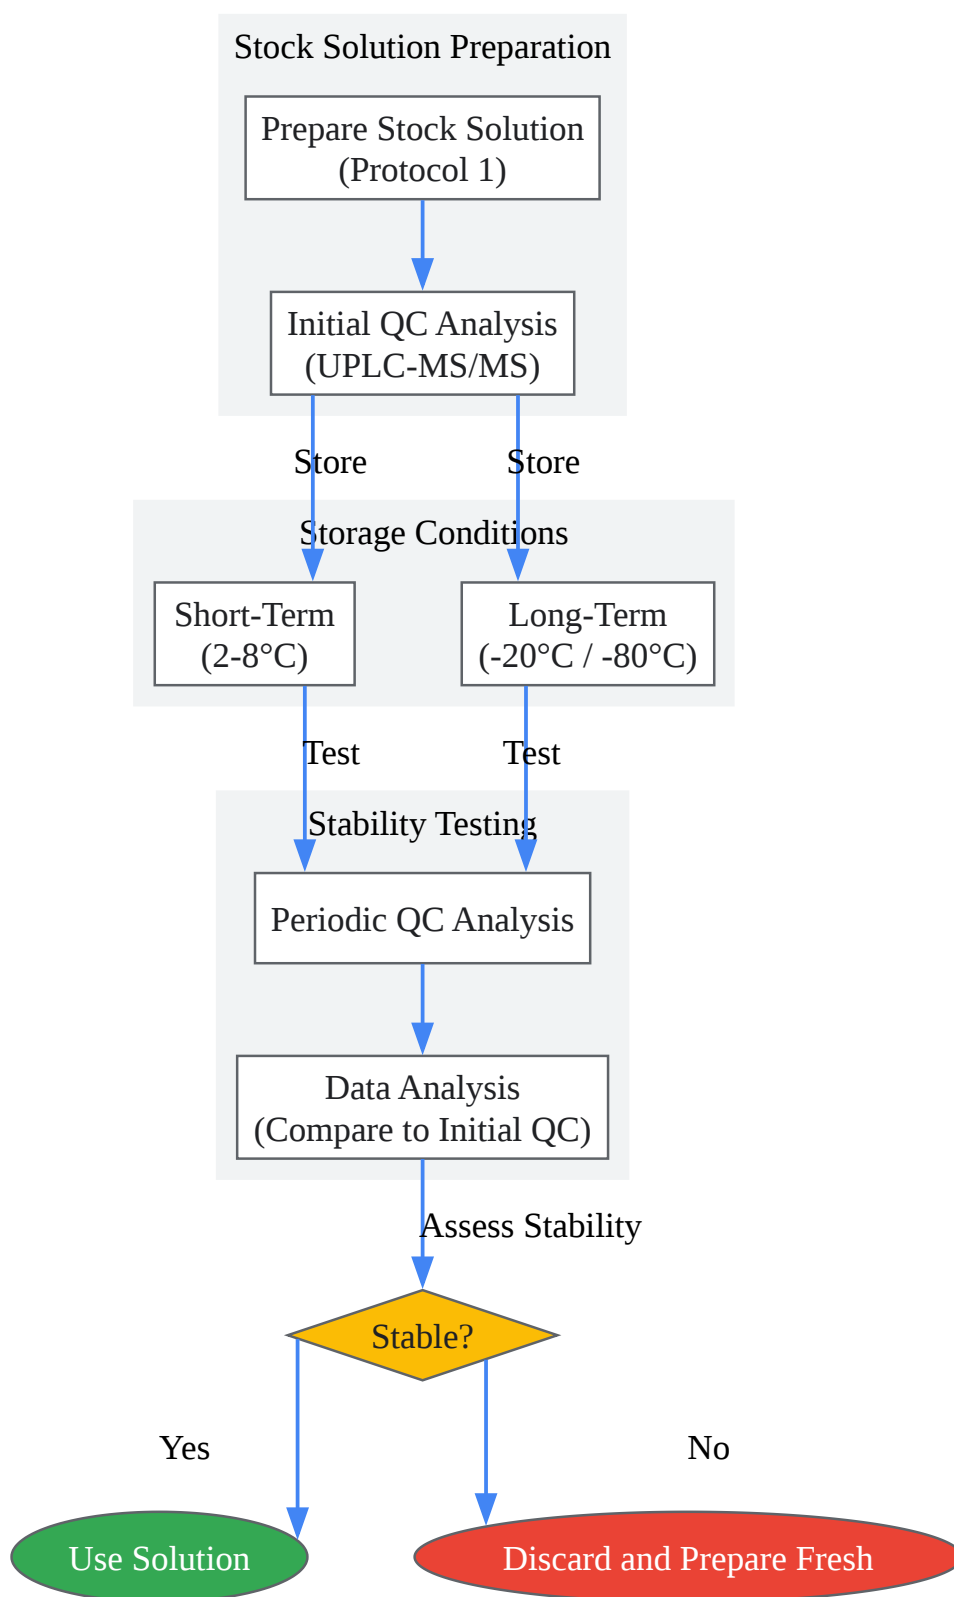 Stock Solution Preparation
Prepare Stock Solution
(Protocol 1)
Initial QC Analysis
(UPLC-MS/MS)
Store
Store
Storage Conditions
Short-Term
(2-8°C)
Long-Term
(-20°C / -80°C)
Test
Test
Stability Testing
Periodic QC Analysis
Data Analysis
(Compare to Initial QC)
Assess Stability
Stable?
Yes
No
Use Solution
Discard and Prepare Fresh